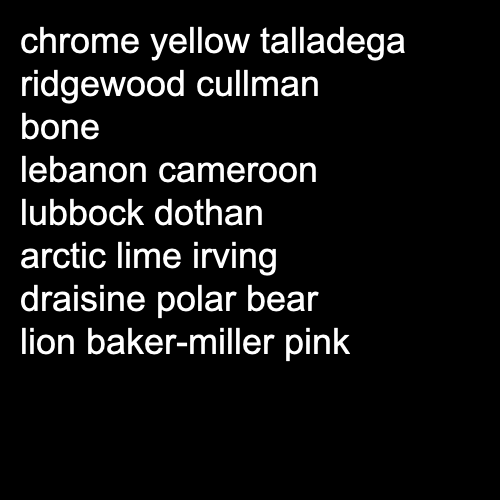 chrome yellow talladega
ridgewood cullman
bone
lebanon cameroon
lubbock dothan
arctic lime irving
draisine polar bear
lion baker-miller pink